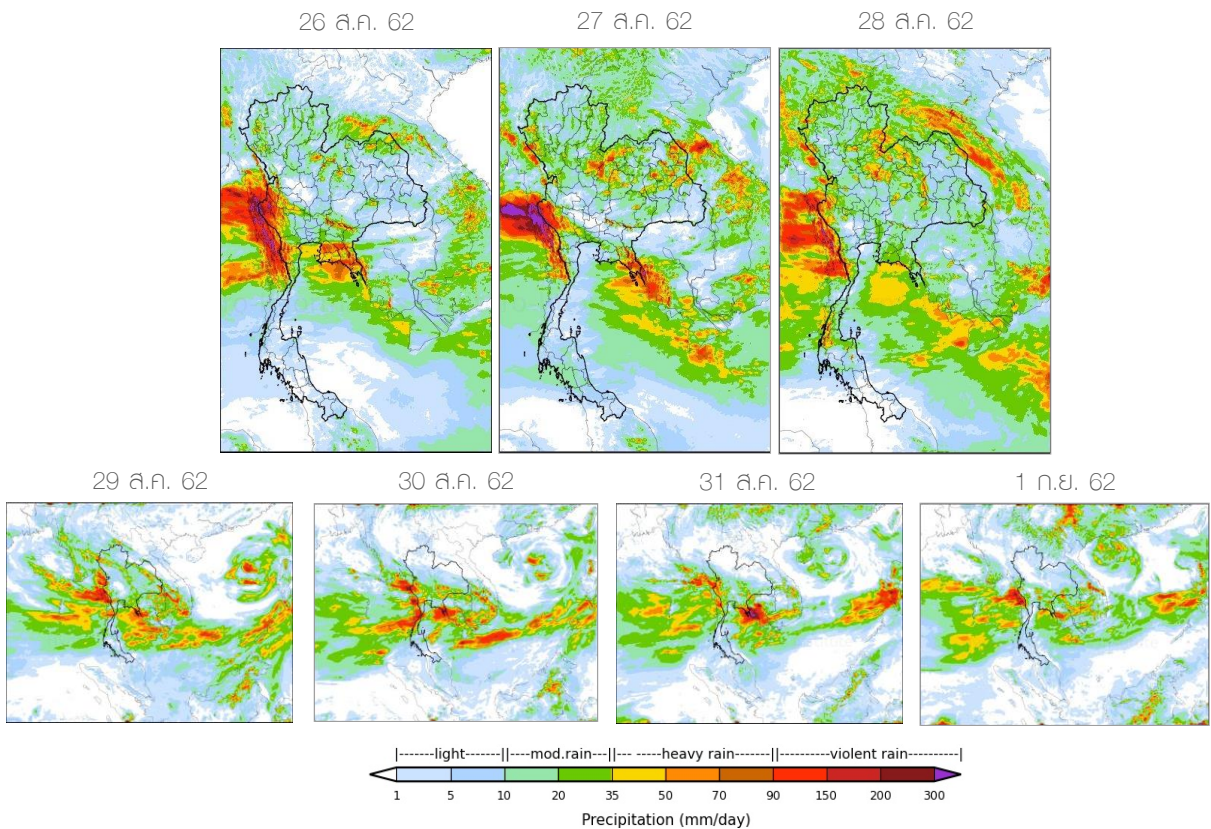 26 ส.ค. 62 27 ส.ค. 62 28 ส.ค. 62
29 ส.ค. 62 30 ส.ค. 62 31 ส.ค. 62 1 ก.ย. 62
|-------light-------||----mod.rain---||--- -----heavy rain-------||----------violent rain----------|
1 5 10 20 35 50 70 90 150 200 300
Precipitation (mm/day)